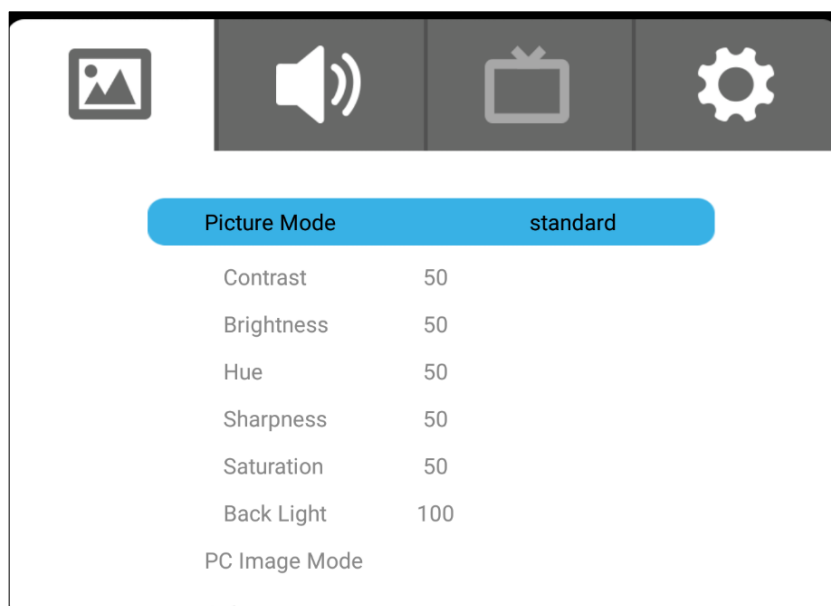 Picture Mode standard
Contrast 50
Brightness 50
Hue 50
Sharpness 50
Saturation 50
Back Light 100
PC Image Mode